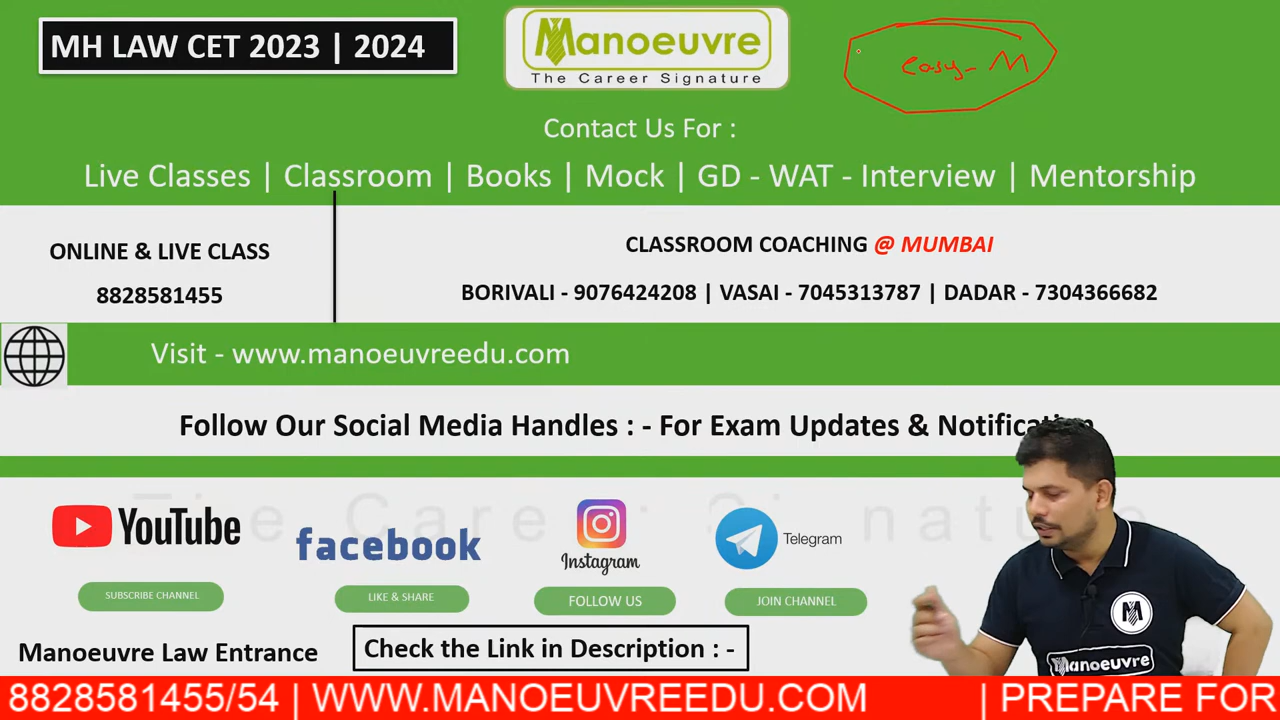 MH LAW CET 2023 | 2024
Manoeuvre
The Career Signature
easy-M
Contact Us For :
Live Classes | Classroom | Books | Mock | GD - WAT - Interview | Mentorship
ONLINE & LIVE CLASS
8828581455
CLASSROOM COACHING @ MUMBAI
BORIVALI - 9076424208 | VASAI - 7045313787 | DADAR - 7304366682
Visit - www.manoeuvreedu.com
Follow Our Social Media Handles : - For Exam Updates & Notification
YouTube
facebook
Instagram
Telegram
SUBSCRIBE CHANNEL
LIKE & SHARE
FOLLOW US
JOIN CHANNEL
Manoeuvre Law Entrance
Check the Link in Description : -
M
Manoeuvre
8828581455/54 | WWW.MANOEUVREEDU.COM | PREPARE FOR